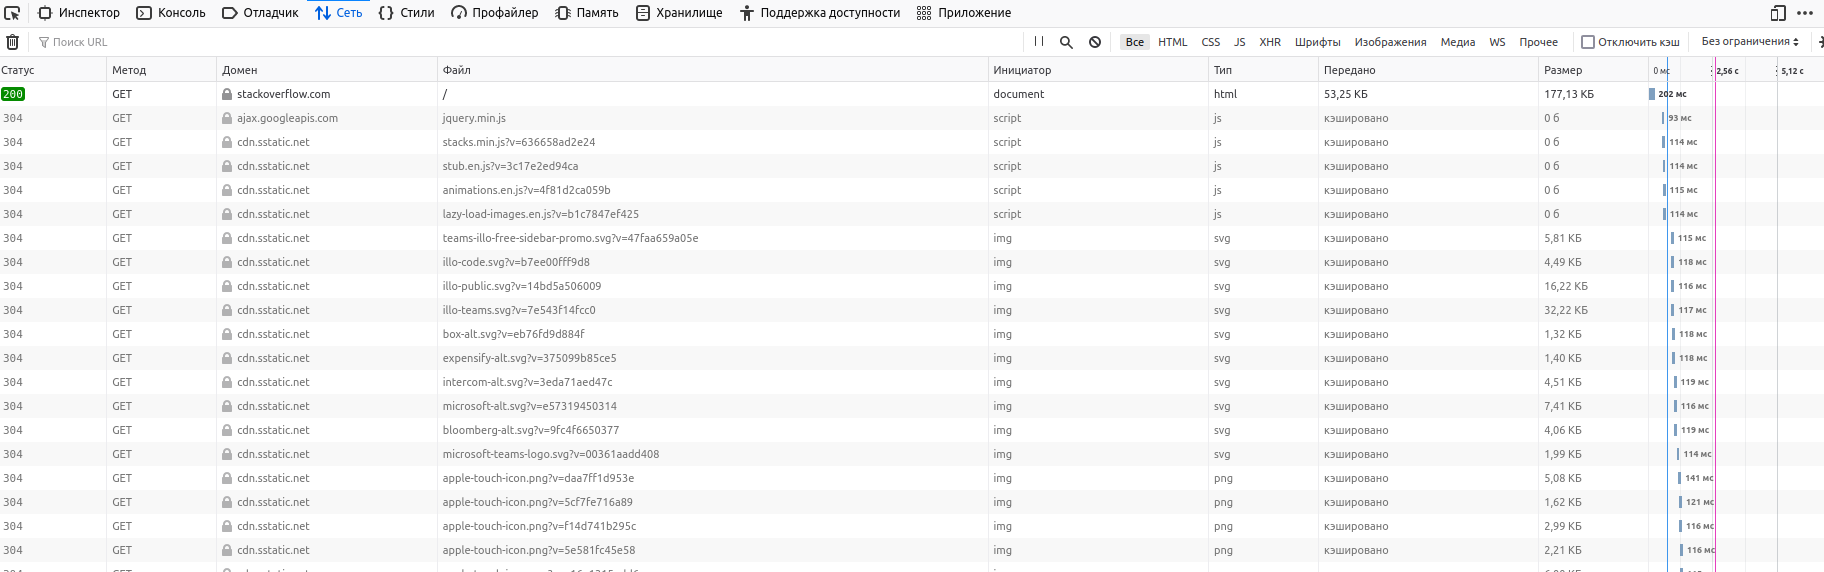 Инспектор Консоль Отладчик Сеть Стили Профайлер Память Хранилище Поддержка доступности Приложение
Поиск URL Все HTML CSS JS XHR Шрифты Изображения Медиа WS Прочее Отключить кэш Без ограничения
Статус Метод Домен Файл Инициатор Тип Передано Размер 0 мс 2,56 с 5,12 с
200 GET stackoverflow.com / document html 53,25 КБ 177,13 КБ 202 мс
304 GET ajax.googleapis.com jquery.min.js script js кэшировано 0 б 93 мс
304 GET cdn.sstatic.net stacks.min.js?v=636658ad2e24 script js кэшировано 0 б 114 мс
304 GET cdn.sstatic.net stub.en.js?v=3c17e2ed94ca script js кэшировано 0 б 114 мс
304 GET cdn.sstatic.net animations.en.js?v=4f81d2ca059b script js кэшировано 0 б 115 мс
304 GET cdn.sstatic.net lazy-load-images.en.js?v=b1c7847ef425 script js кэшировано 0 б 114 мс
304 GET cdn.sstatic.net teams-illo-free-sidebar-promo.svg?v=47faa659a05e img svg кэшировано 5,81 КБ 115 мс
304 GET cdn.sstatic.net illo-code.svg?v=b7ee00fff9d8 img svg кэшировано 4,49 КБ 118 мс
304 GET cdn.sstatic.net illo-public.svg?v=14bd5a506009 img svg кэшировано 16,22 КБ 116 мс
304 GET cdn.sstatic.net illo-teams.svg?v=7e543f14fcc0 img svg кэшировано 32,22 КБ 117 мс
304 GET cdn.sstatic.net box-alt.svg?v=eb76fd9d884f img svg кэшировано 1,32 КБ 118 мс
304 GET cdn.sstatic.net expensify-alt.svg?v=375099b85ce5 img svg кэшировано 1,40 КБ 118 мс
304 GET cdn.sstatic.net intercom-alt.svg?v=3eda71aed47c img svg кэшировано 4,51 КБ 119 мс
304 GET cdn.sstatic.net microsoft-alt.svg?v=e57319450314 img svg кэшировано 7,41 КБ 116 мс
304 GET cdn.sstatic.net bloomberg-alt.svg?v=9fc4f6650377 img svg кэшировано 4,06 КБ 119 мс
304 GET cdn.sstatic.net microsoft-teams-logo.svg?v=00361aadd408 img svg кэшировано 1,99 КБ 114 мс
304 GET cdn.sstatic.net apple-touch-icon.png?v=daa7ff1d953e img png кэшировано 5,08 КБ 141 мс
304 GET cdn.sstatic.net apple-touch-icon.png?v=5cf7fe716a89 img png кэшировано 1,62 КБ 121 мс
304 GET cdn.sstatic.net apple-touch-icon.png?v=f14d741b295c img png кэшировано 2,99 КБ 116 мс
304 GET cdn.sstatic.net apple-touch-icon.png?v=5e581fc45e58 img png кэшировано 2,21 КБ 116 мс